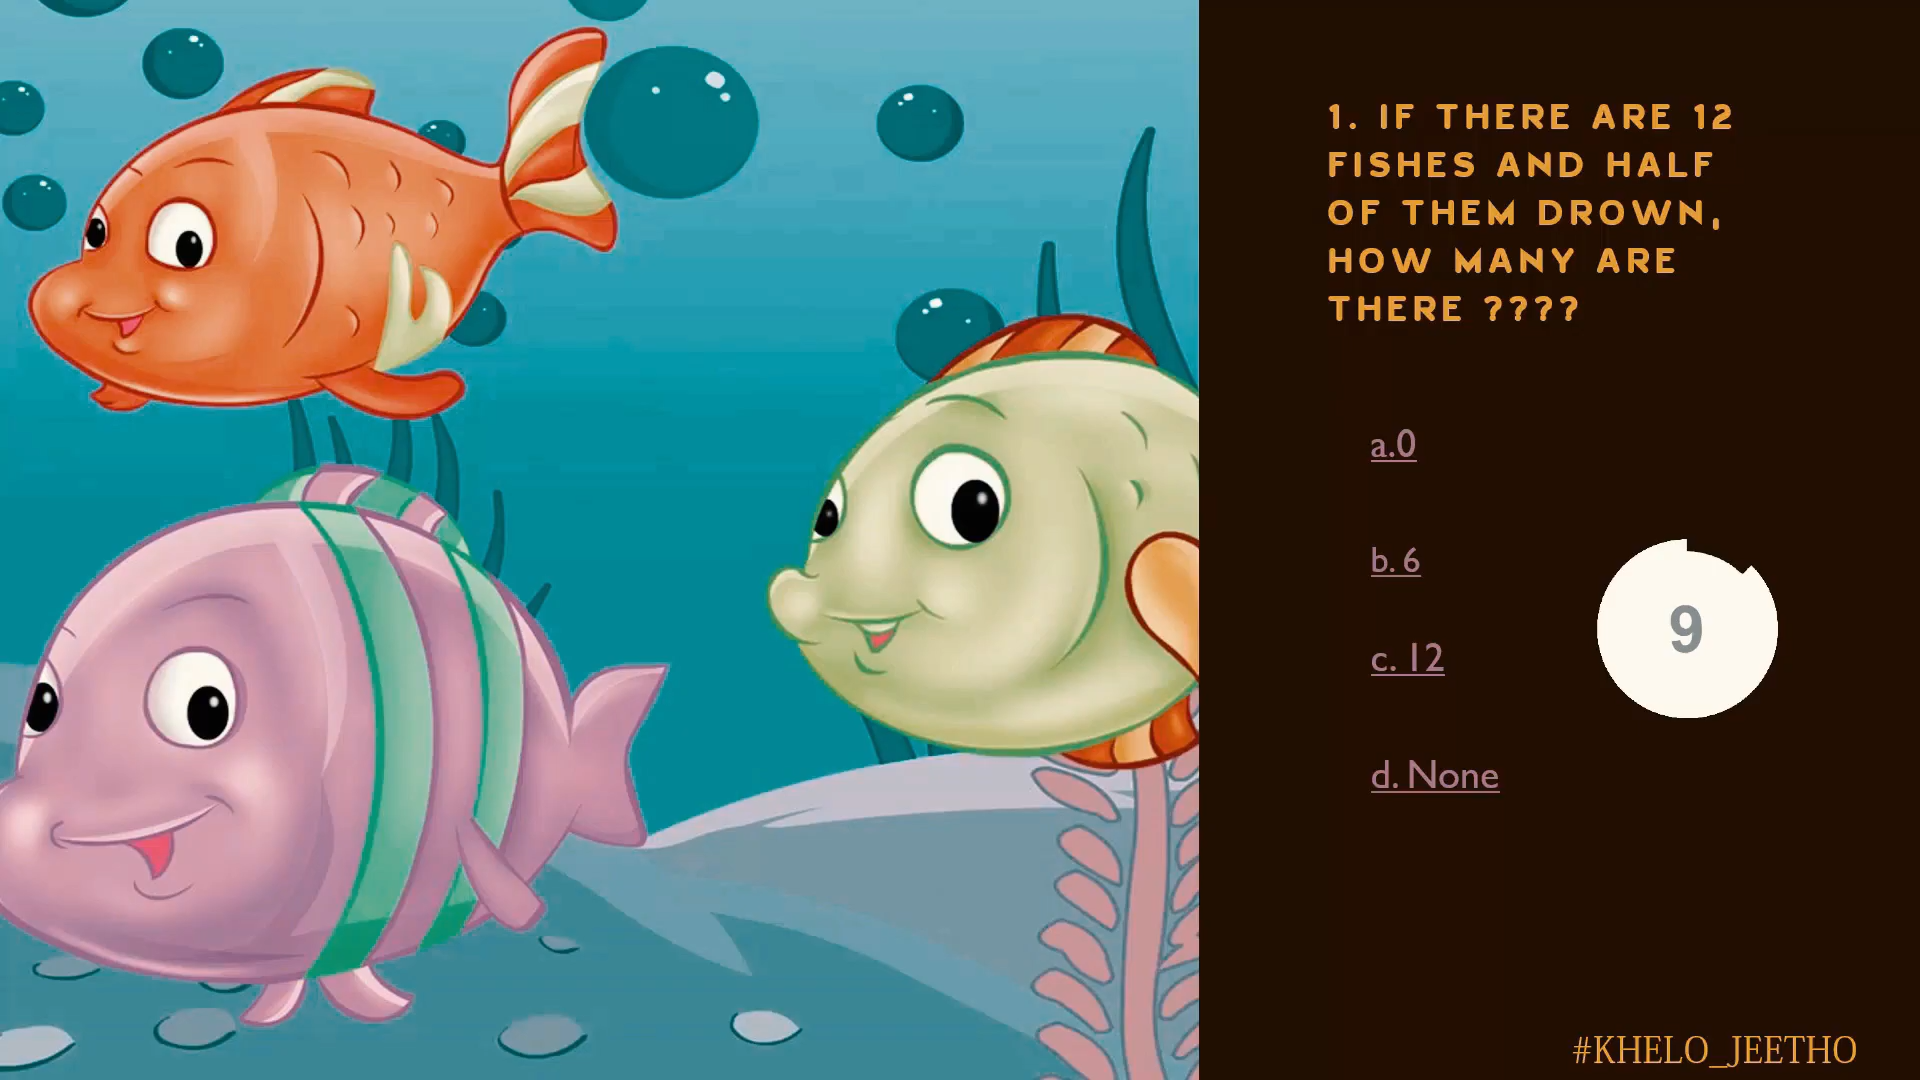 1. IF THERE ARE 12
FISHES AND HALF
OF THEM DROWN,
HOW MANY ARE
THERE ????
a.0
b. 6
c. 12
d. None
9
#KHELO_JEETHO